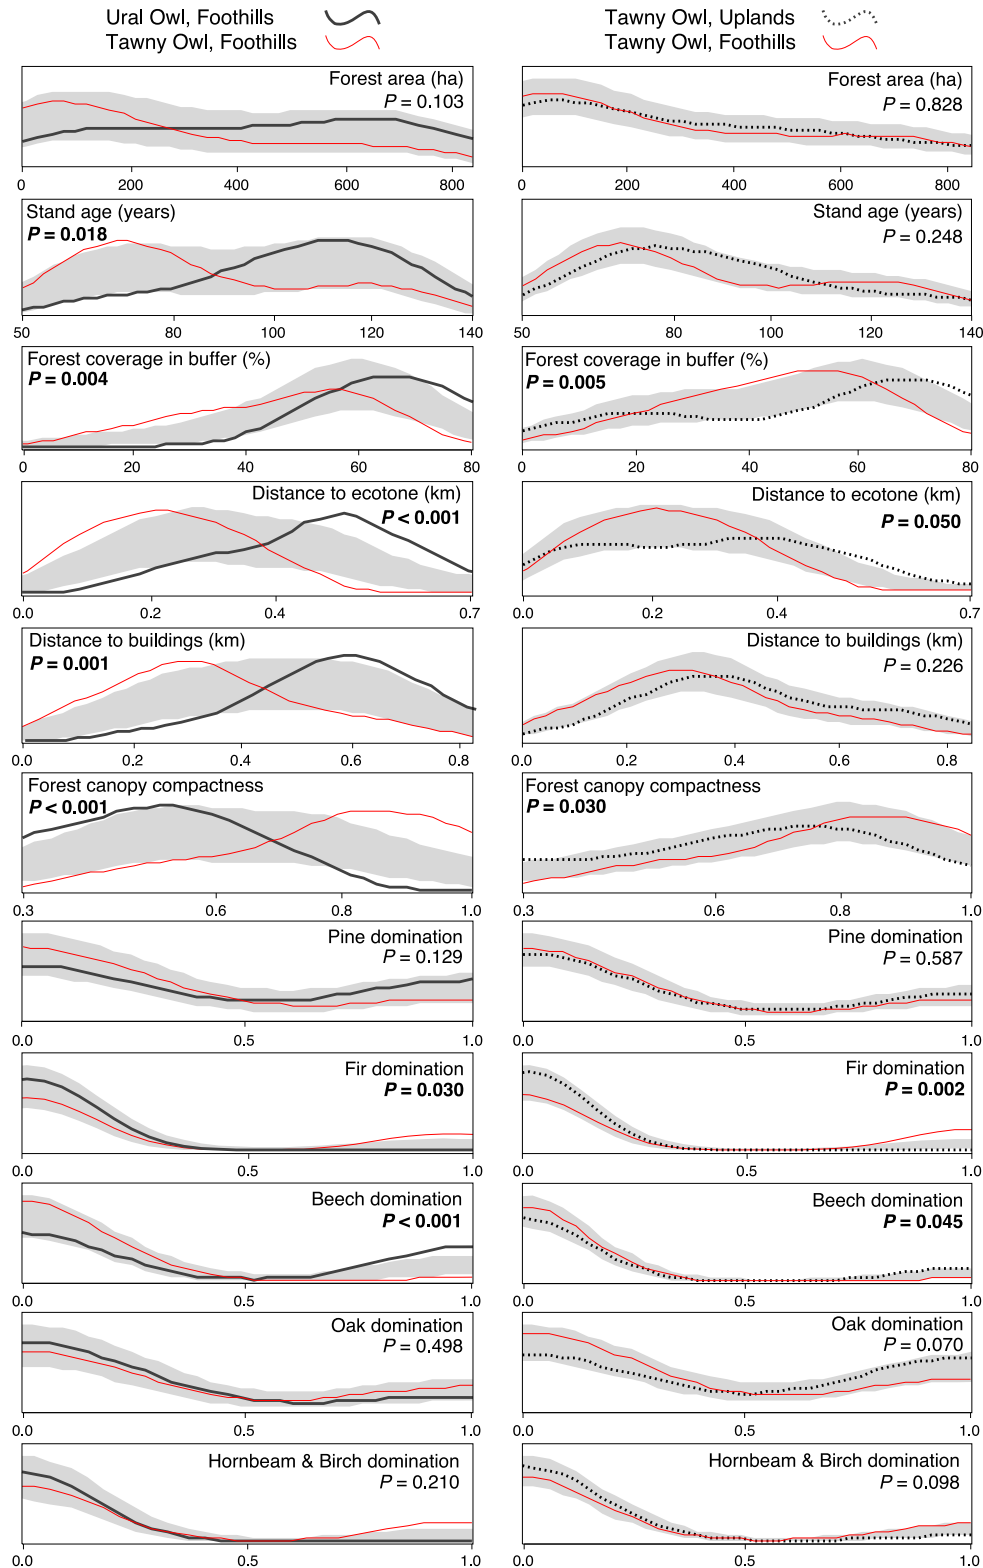 Ural Owl, Foothills
Tawny Owl, Foothills
Tawny Owl, Uplands
Tawny Owl, Foothills
Forest area (ha)
P = 0.103
0 200 400 600 800
Forest area (ha)
P = 0.828
0 200 400 600 800
Stand age (years)
P = 0.018
50 80 100 120 140
Stand age (years)
P = 0.248
50 80 100 120 140
Forest coverage in buffer (%)
P = 0.004
0 20 40 60 80
Forest coverage in buffer (%)
P = 0.005
0 20 40 60 80
Distance to ecotone (km)
P < 0.001
0.0 0.2 0.4 0.7
Distance to ecotone (km)
P = 0.050
0.0 0.2 0.4 0.7
Distance to buildings (km)
P = 0.001
0.0 0.2 0.4 0.6 0.8
Distance to buildings (km)
P = 0.226
0.0 0.2 0.4 0.6 0.8
Forest canopy compactness
P < 0.001
0.3 0.6 0.8 1.0
Forest canopy compactness
P = 0.030
0.3 0.6 0.8 1.0
Pine domination
P = 0.129
0.0 0.5 1.0
Pine domination
P = 0.587
0.0 0.5 1.0
Fir domination
P = 0.030
0.0 0.5 1.0
Fir domination
P = 0.002
0.0 0.5 1.0
Beech domination
P < 0.001
0.0 0.5 1.0
Beech domination
P = 0.045
0.0 0.5 1.0
Oak domination
P = 0.498
0.0 0.5 1.0
Oak domination
P = 0.070
0.0 0.5 1.0
Hornbeam & Birch domination
P = 0.210
0.0 0.5 1.0
Hornbeam & Birch domination
P = 0.098
0.0 0.5 1.0